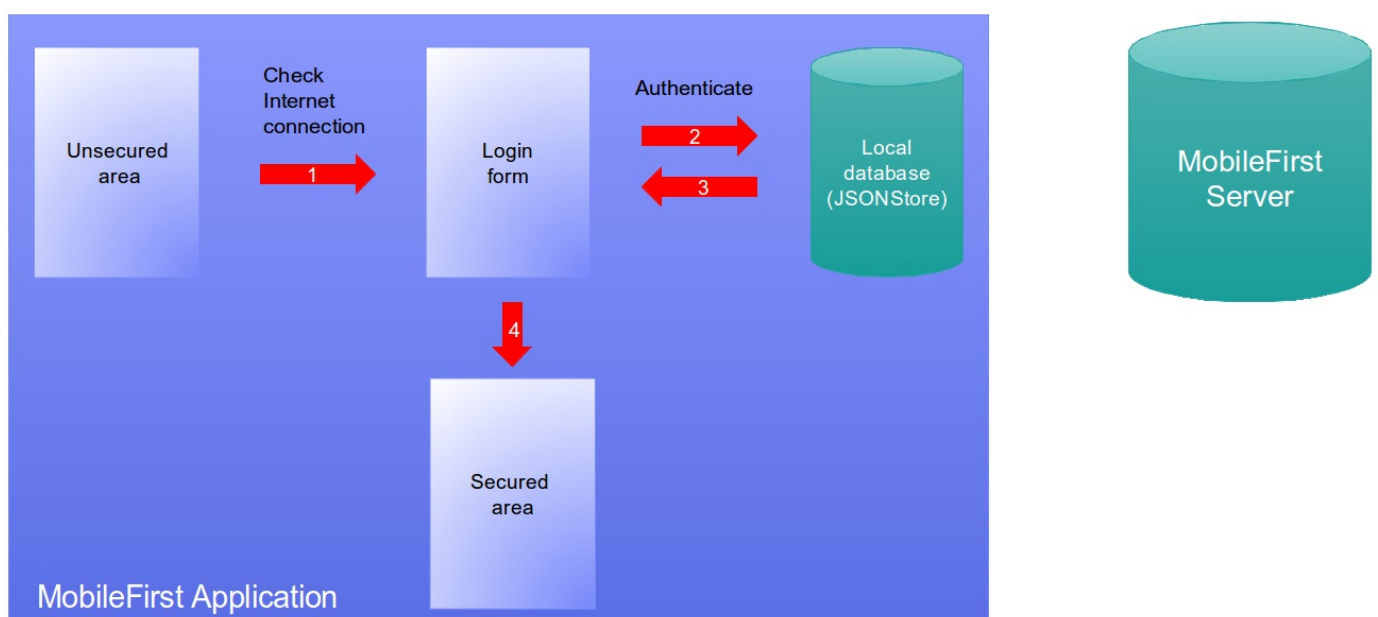 Check
Internet
connection
Unsecured
area
1
Login
form
Authenticate
2
3
Local
database
(JSONStore)
MobileFirst
Server
4
Secured
area
MobileFirst Application